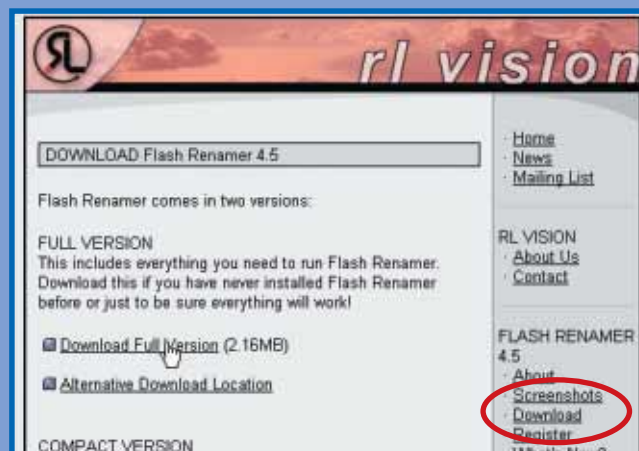 RL
rl vision
DOWNLOAD Flash Renamer 4.5
Flash Renamer comes in two versions:
FULL VERSION
This includes everything you need to run Flash Renamer.
Download this if you have never installed Flash Renamer
before or just to be sure everything will work!
Download Full Version (2.16MB)
Alternative Download Location
COMPACT VERSION
· Home
· News
· Mailing List
RL VISION
· About Us
· Contact
FLASH RENAMER
4.5
· About
· Screenshots
· Download
· Register
· What's New?